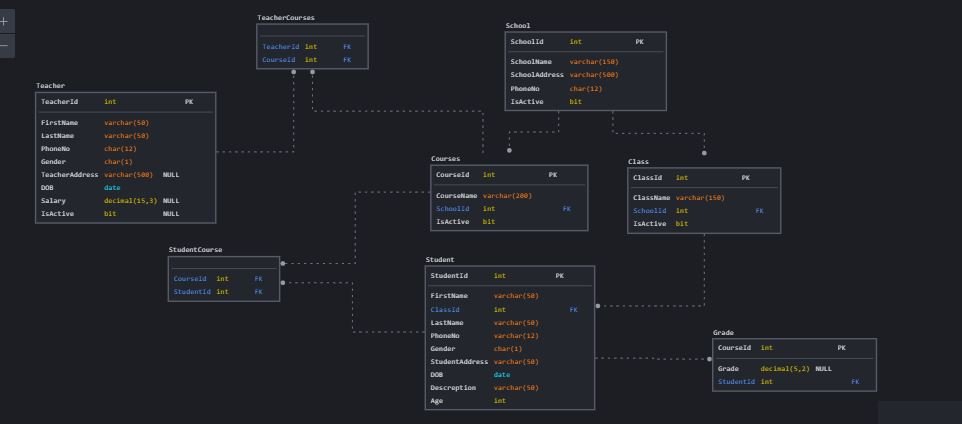 TeacherCourses
TeacherId int FK
CourseId int FK
School
SchoolId int PK
SchoolName varchar(150)
SchoolAddress varchar(500)
PhoneNo char(12)
IsActive bit
Teacher
TeacherId int PK
FirstName varchar(50)
LastName varchar(50)
PhoneNo char(12)
Gender char(1)
TeacherAddress varchar(500) NULL
DOB date
Salary decimal(15,3) NULL
IsActive bit NULL
Courses
CourseId int PK
CourseName varchar(200)
SchoolId int FK
IsActive bit
Class
ClassId int PK
ClassName varchar(150)
SchoolId int FK
IsActive bit
StudentCourse
CourseId int FK
StudentId int FK
Student
StudentId int PK
FirstName varchar(50)
ClassId int FK
LastName varchar(50)
PhoneNo varchar(12)
Gender char(1)
StudentAddress varchar(50)
DOB date
Descreption varchar(50)
Age int
Grade
CourseId int PK
Grade decimal(5,2) NULL
StudentId int FK